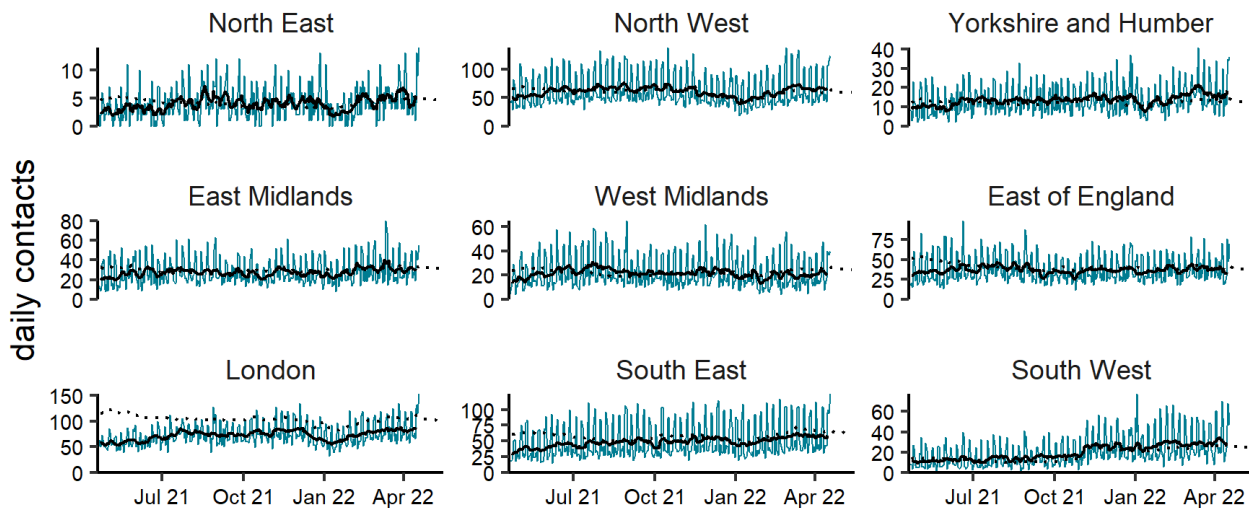 North East
North West
Yorkshire and Humber
10
5
0
100
50
0
40
30
20
10
0
daily contacts
East Midlands
West Midlands
East of England
80
60
40
20
0
60
40
20
0
75
50
25
0
London
South East
South West
150
100
50
0
100
75
50
25
0
60
40
20
0
Jul 21 Oct 21 Jan 22 Apr 22
Jul 21 Oct 21 Jan 22 Apr 22
Jul 21 Oct 21 Jan 22 Apr 22